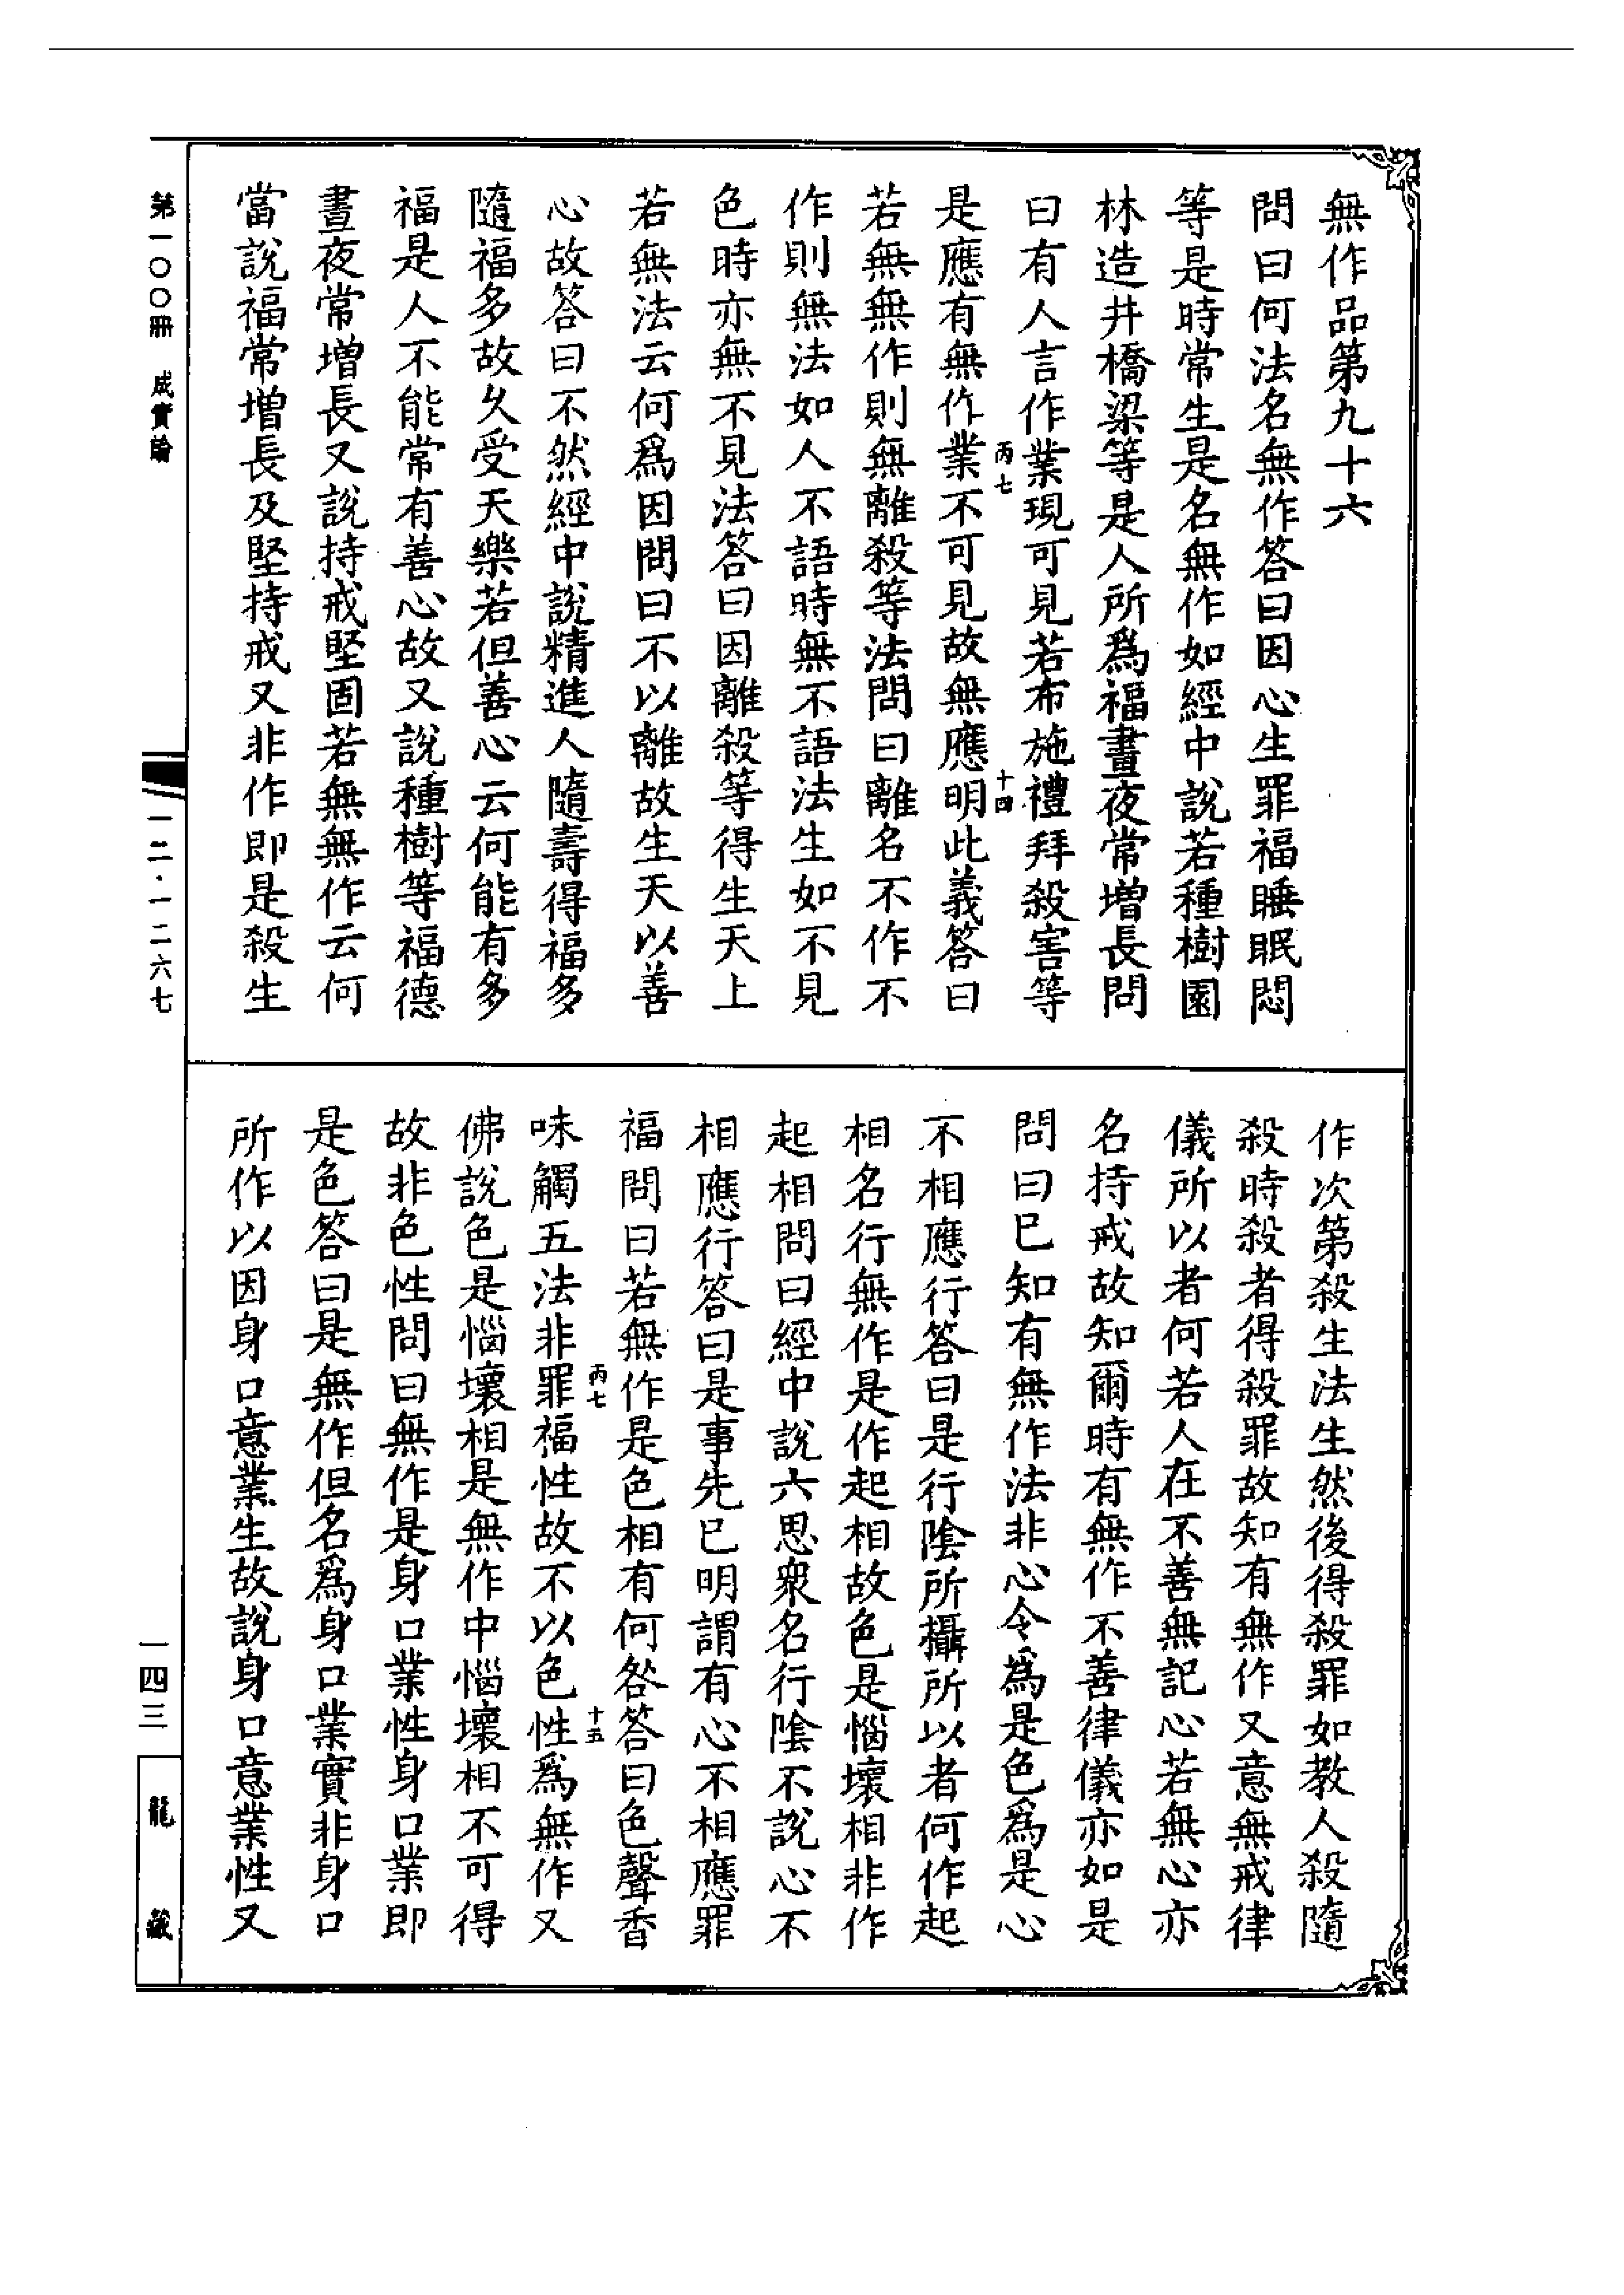 無作品第九十六
問曰何法名無作答曰因心生罪福睡眠悶
等是時常生是名無作如經中說若種樹園
林造井橋梁等是人所爲福晝夜常增長問
曰有人言作業現可見若布施禮拜殺害等
丙七
十四
是應有無作業不可見故無應明此義答曰
若無無作則無離殺等法問曰離名不作不
作則無法如人不語時無不語法生如不見
色時亦無不見法答曰因離殺等得生天上
若無法云何爲因問曰不以離故生天以善
心故答曰不然經中說精進人隨壽得福多
隨福多故久受天樂若但善心云何能有多
福是人不能常有善心故又說種樹等福德
晝夜常增長又說持戒堅固若無無作云何
當說福常增長及堅持戒又非作即是殺生
作次第殺生法生然後得殺罪如教人殺隨
殺時殺者得殺罪故知有無作又意無戒律
儀所以者何若人在不善無記心若無心亦
名持戒故知爾時有無作不善律儀亦如是
問曰已知有無作法非心今爲是色爲是心
不相應行答曰是行陰所攝所以者何作起
相名行無作是作起相故色是惱壞相非作
起相問曰經中說六思衆名行陰不說心不
相應行答曰是事先已明謂有心不相應罪
福問曰若無作是色相有何咎答曰色聲香
丙七
十五
味觸五法非罪福性故不以色性爲無作又
佛說色是惱壞相是無作中惱壞相不可得
故非色性問曰無作是身口業性身口業即
是色答曰是無作但名爲身口業實非身口
所作以因身口意業生故說身口意業性又
第一〇〇冊　成實論
一二·一二六七
一四三
龍藏